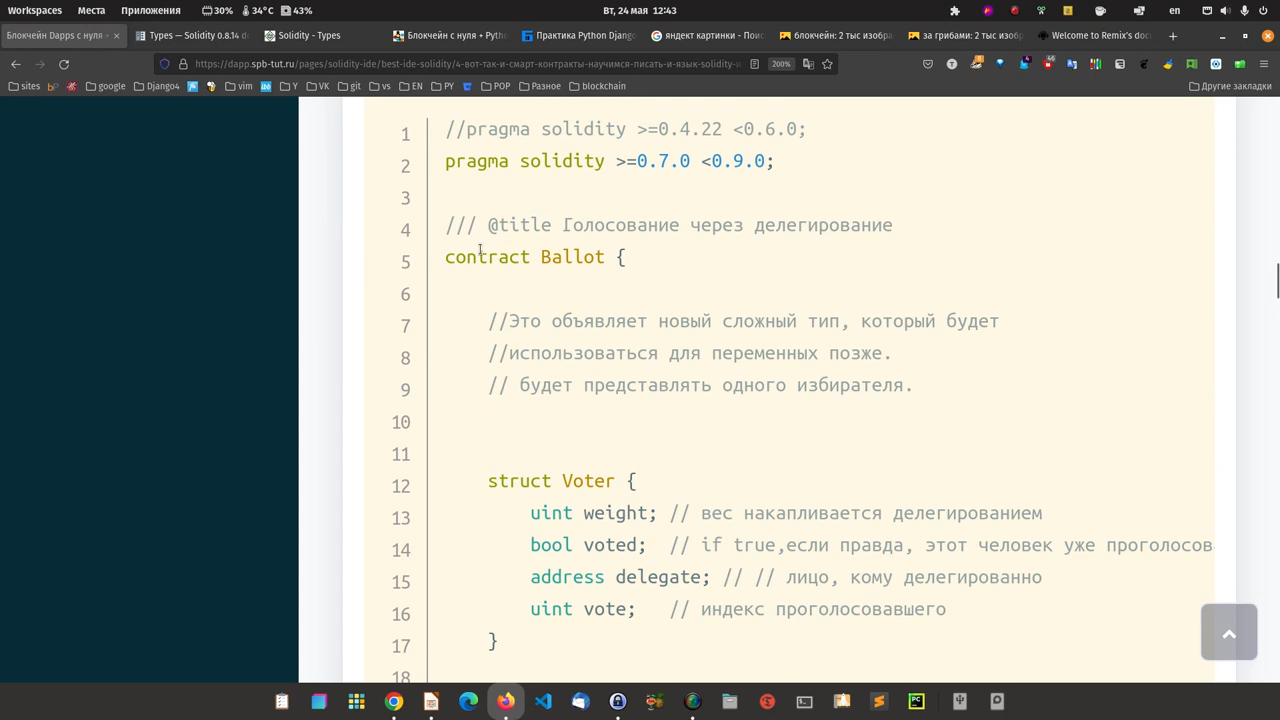 Workspaces Места Приложения 30% 34°C 43% ВТ, 24 мая 12:43 en
Блокчейн Dapps с нуля Types — Solidity 0.8.14 d Solidity - Types Блокчейн с нуля + Pytho Практика Python Djang яндект картинки - Пои блокчейн: 2 тыс изобра за грибами: 2 тыс изобр Welcome to Remix's doc
https://dapp.spb-tut.ru/pages/solidity-ide/best-ide-solidity/4-вот-так-и-смарт-контракты-научимся-писать-и-язык-solidity- 200%
sites google Django4 vim Y VK git vs EN PY POP Разное blockchain Другие закладки
1 //pragma solidity >=0.4.22 <0.6.0;
2 pragma solidity >=0.7.0 <0.9.0;
3
4 /// @title Голосование через делегирование
5 contract Ballot {
6
7 //Это объявляет новый сложный тип, который будет
8 //использоваться для переменных позже.
9 // будет представлять одного избирателя.
10
11
12 struct Voter {
13 uint weight; // вес накапливается делегированием
14 bool voted; // if true,если правда, этот человек уже проголосов
15 address delegate; // // лицо, кому делегированно
16 uint vote; // индекс проголосовавшего
17 }
18